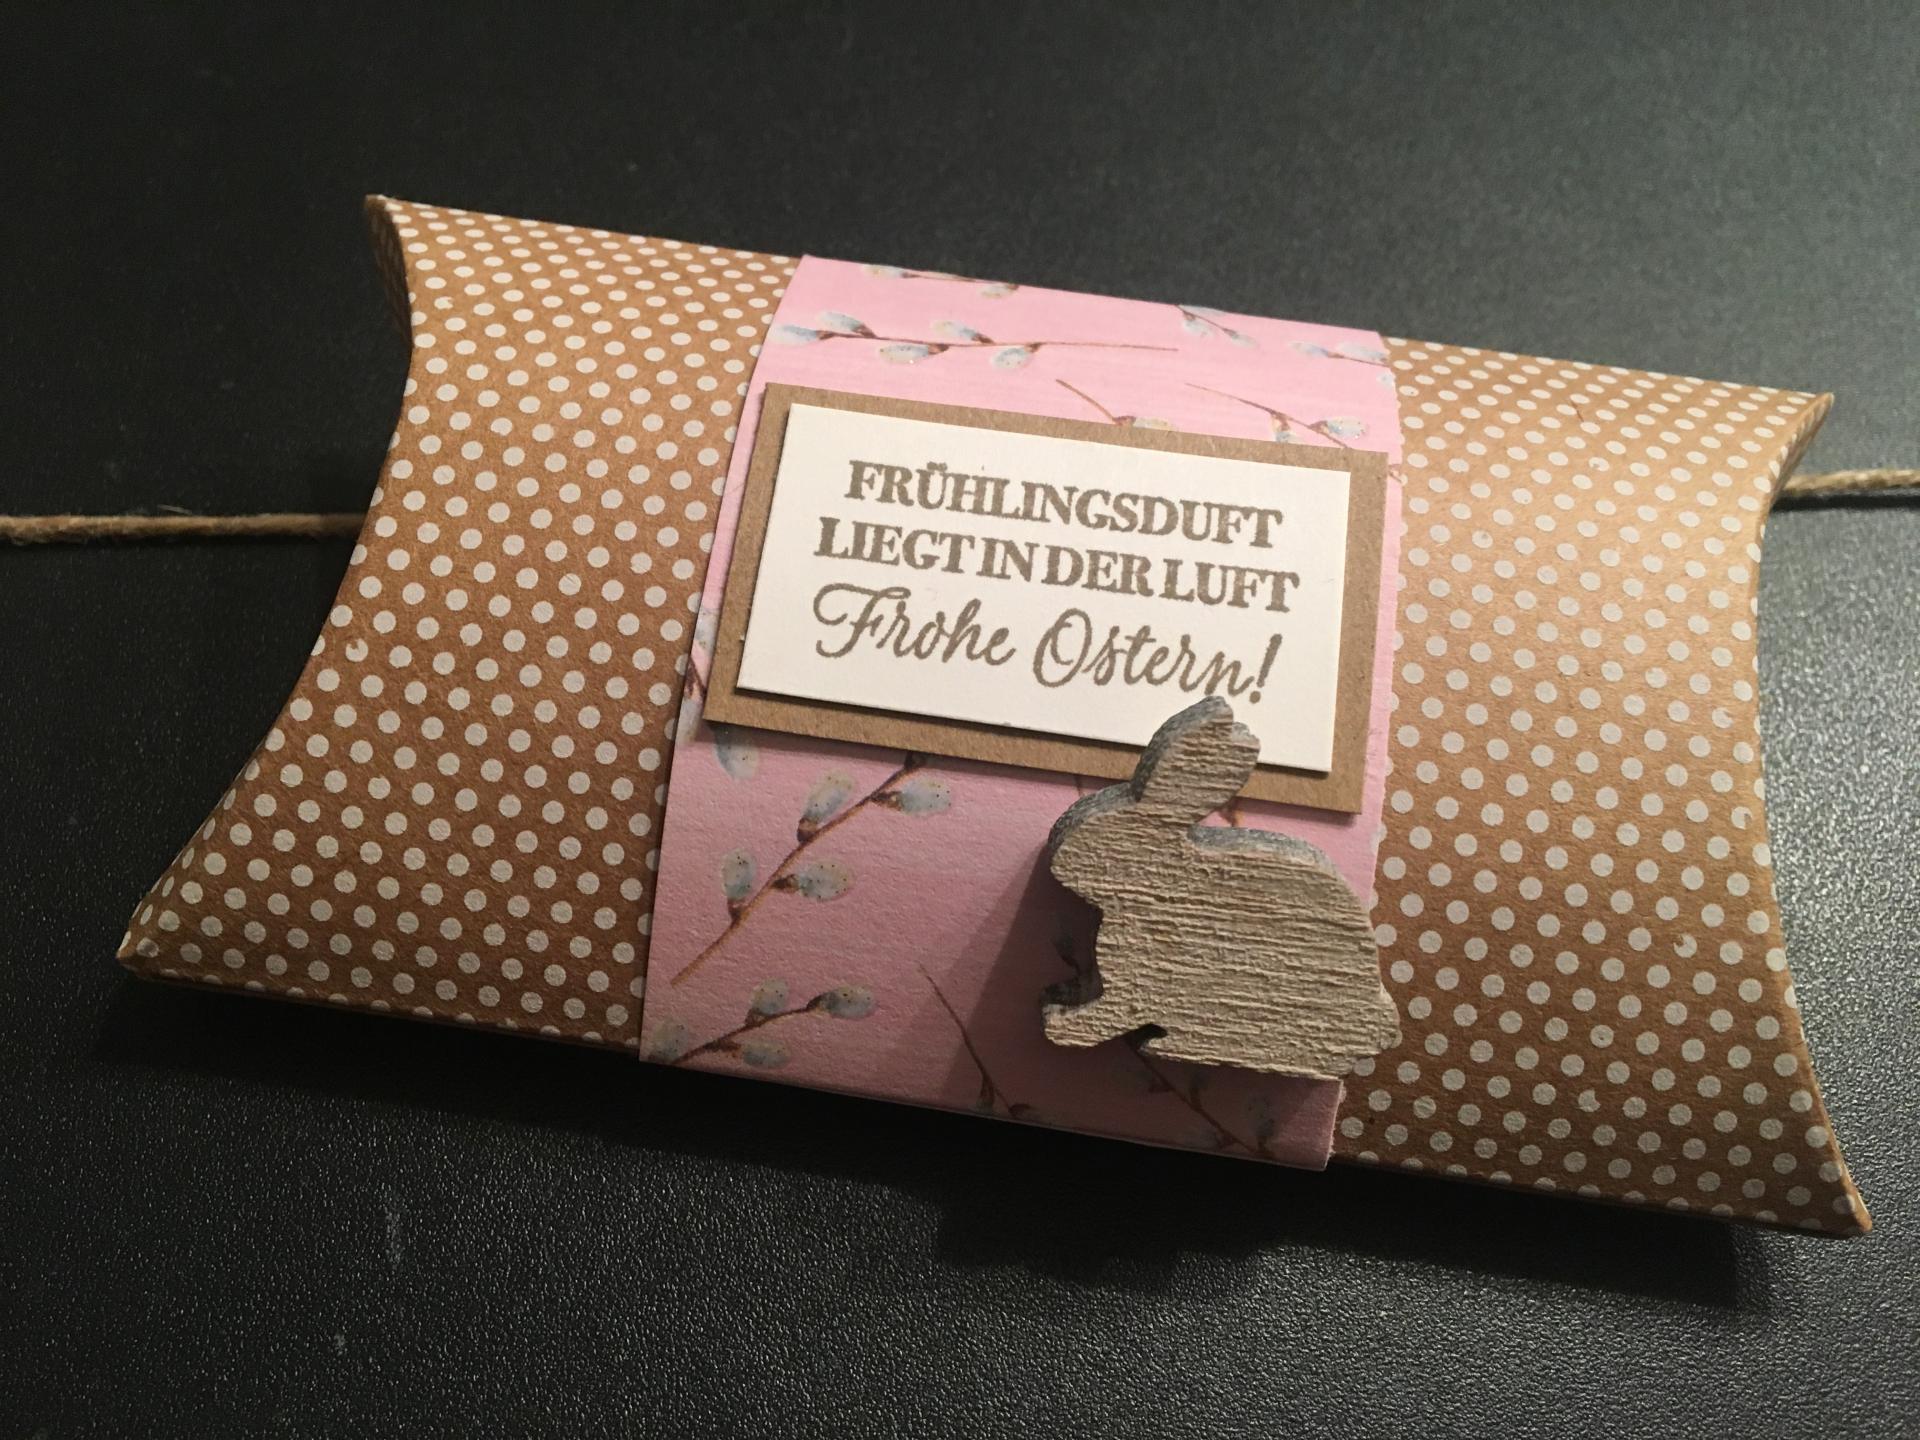 FRÜHLINGSDUFT
LIEGT IN DER LUFT
Frohe Ostern!